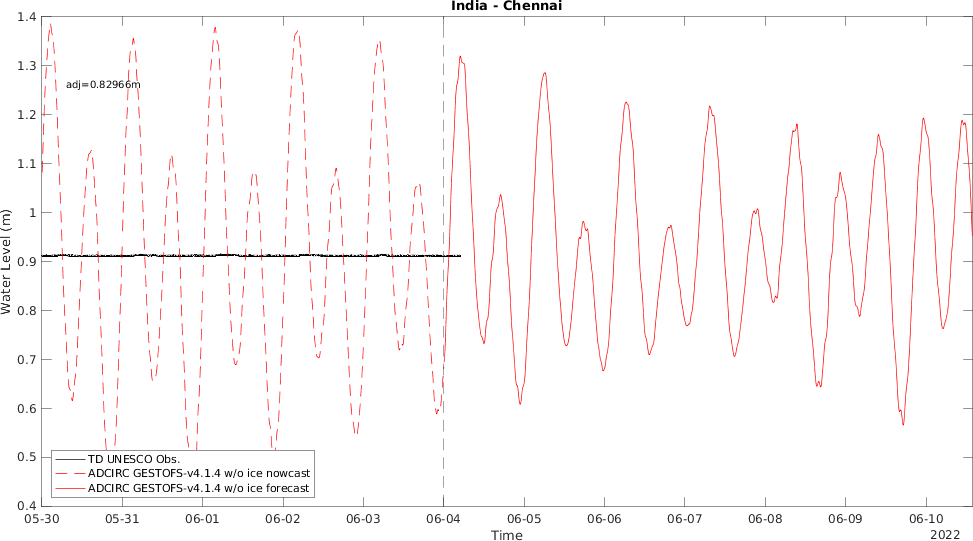 India - Chennai
1.4
1.3
1.2
1.1
1
0.9
0.8
0.7
0.6
0.5
0.4
Water Level (m)
adj=0.82966m
TD UNESCO Obs.
ADCIRC GESTOFS-v4.1.4 w/o ice nowcast
ADCIRC GESTOFS-v4.1.4 w/o ice forecast
05-30 05-31 06-01 06-02 06-03 06-04 06-05 06-06 06-07 06-08 06-09 06-10
Time
2022